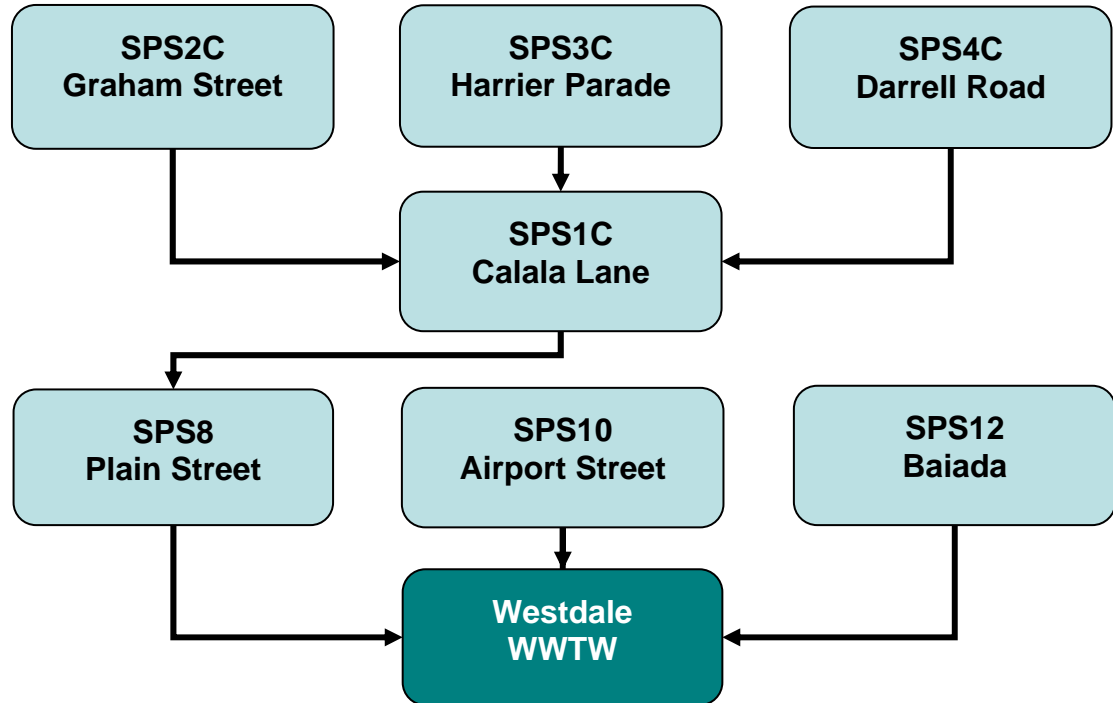 SPS2C
Graham Street
SPS3C
Harrier Parade
SPS4C
Darrell Road
SPS1C
Calala Lane
SPS8
Plain Street
SPS10
Airport Street
SPS12
Baiada
Westdale
WWTW